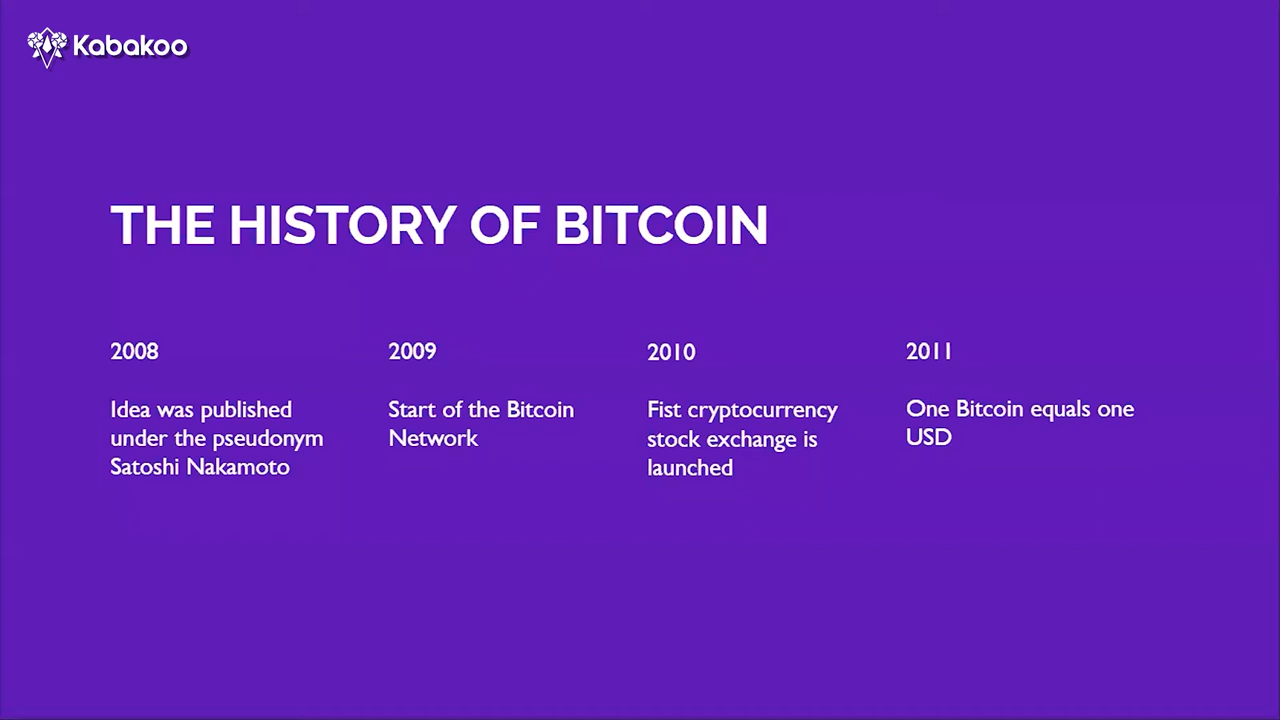 Kabakoo
THE HISTORY OF BITCOIN
2008
Idea was published
under the pseudonym
Satoshi Nakamoto
2009
Start of the Bitcoin
Network
2010
Fist cryptocurrency
stock exchange is
launched
2011
One Bitcoin equals one
USD